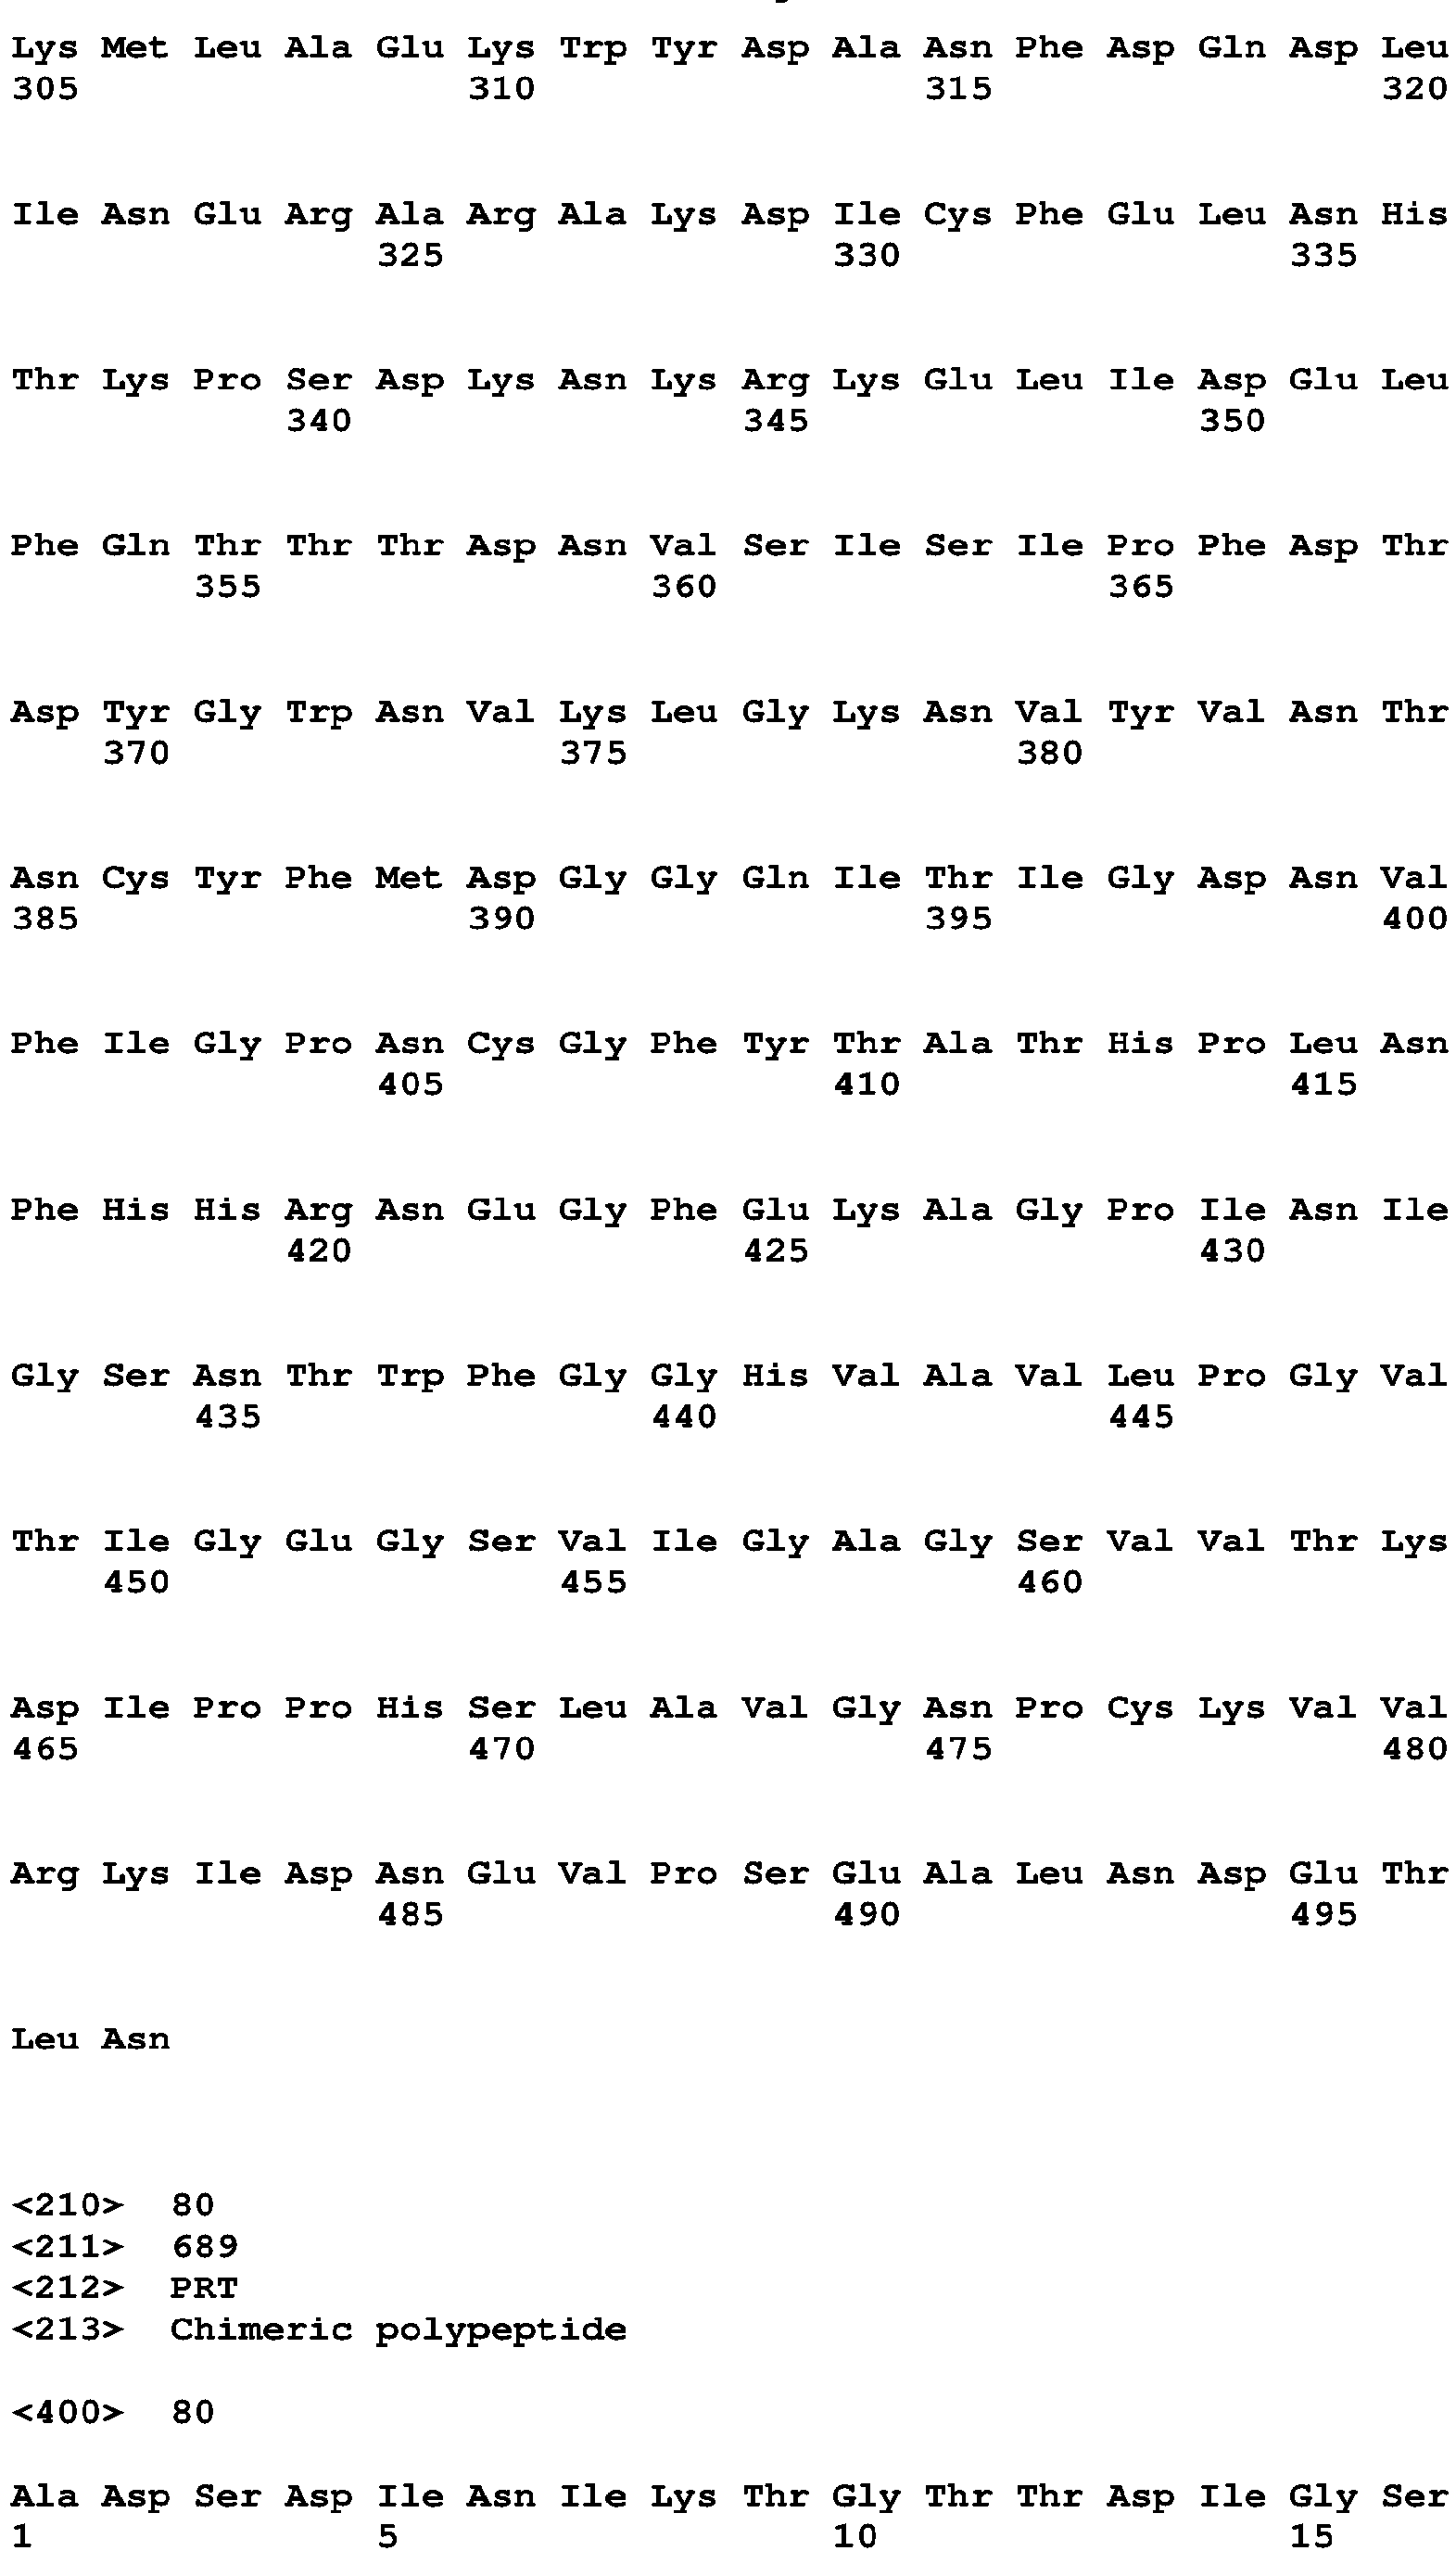 Lys Met Leu Ala Glu Lys Trp Tyr Asp Ala Asn Phe Asp Gln Asp Leu
305 310 315 320
Ile Asn Glu Arg Ala Arg Ala Lys Asp Ile Cys Phe Glu Leu Asn His
325 330 335
Thr Lys Pro Ser Asp Lys Asn Lys Arg Lys Glu Leu Ile Asp Glu Leu
340 345 350
Phe Gln Thr Thr Thr Asp Asn Val Ser Ile Ser Ile Pro Phe Asp Thr
355 360 365
Asp Tyr Gly Trp Asn Val Lys Leu Gly Lys Asn Val Tyr Val Asn Thr
370 375 380
Asn Cys Tyr Phe Met Asp Gly Gly Gln Ile Thr Ile Gly Asp Asn Val
385 390 395 400
Phe Ile Gly Pro Asn Cys Gly Phe Tyr Thr Ala Thr His Pro Leu Asn
405 410 415
Phe His His Arg Asn Glu Gly Phe Glu Lys Ala Gly Pro Ile Asn Ile
420 425 430
Gly Ser Asn Thr Trp Phe Gly Gly His Val Ala Val Leu Pro Gly Val
435 440 445
Thr Ile Gly Glu Gly Ser Val Ile Gly Ala Gly Ser Val Val Thr Lys
450 455 460
Asp Ile Pro Pro His Ser Leu Ala Val Gly Asn Pro Cys Lys Val Val
465 470 475 480
Arg Lys Ile Asp Asn Glu Val Pro Ser Glu Ala Leu Asn Asp Glu Thr
485 490 495
Leu Asn
<210> 80
<211> 689
<212> PRT
<213> Chimeric polypeptide
<400> 80
Ala Asp Ser Asp Ile Asn Ile Lys Thr Gly Thr Thr Asp Ile Gly Ser
1 5 10 15